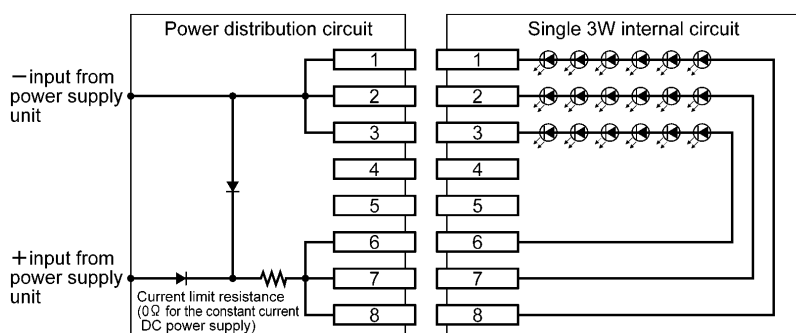 Power distribution circuit
Single 3W internal circuit
−input from
power supply
unit
1
2
3
4
5
6
7
8
1
2
3
4
5
6
7
8
+input from
power supply
unit
Current limit resistance
(0Ω for the constant current
DC power supply)